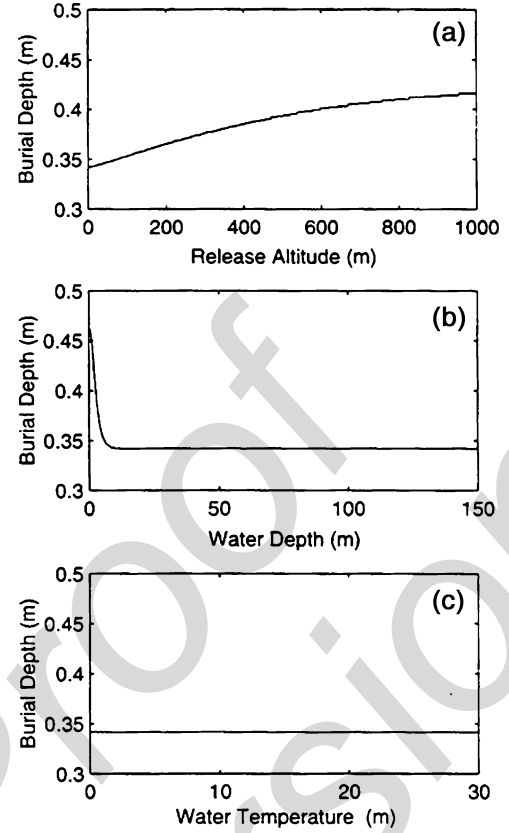 (a)
Burial Depth (m)
0.5
0.45
0.4
0.35
0.3
0 200 400 600 800 1000
Release Altitude (m)
(b)
Burial Depth (m)
0.5
0.45
0.4
0.35
0.3
0 50 100 150
Water Depth (m)
(c)
Burial Depth (m)
0.5
0.45
0.4
0.35
0.3
0 10 20 30
Water Temperature (m)